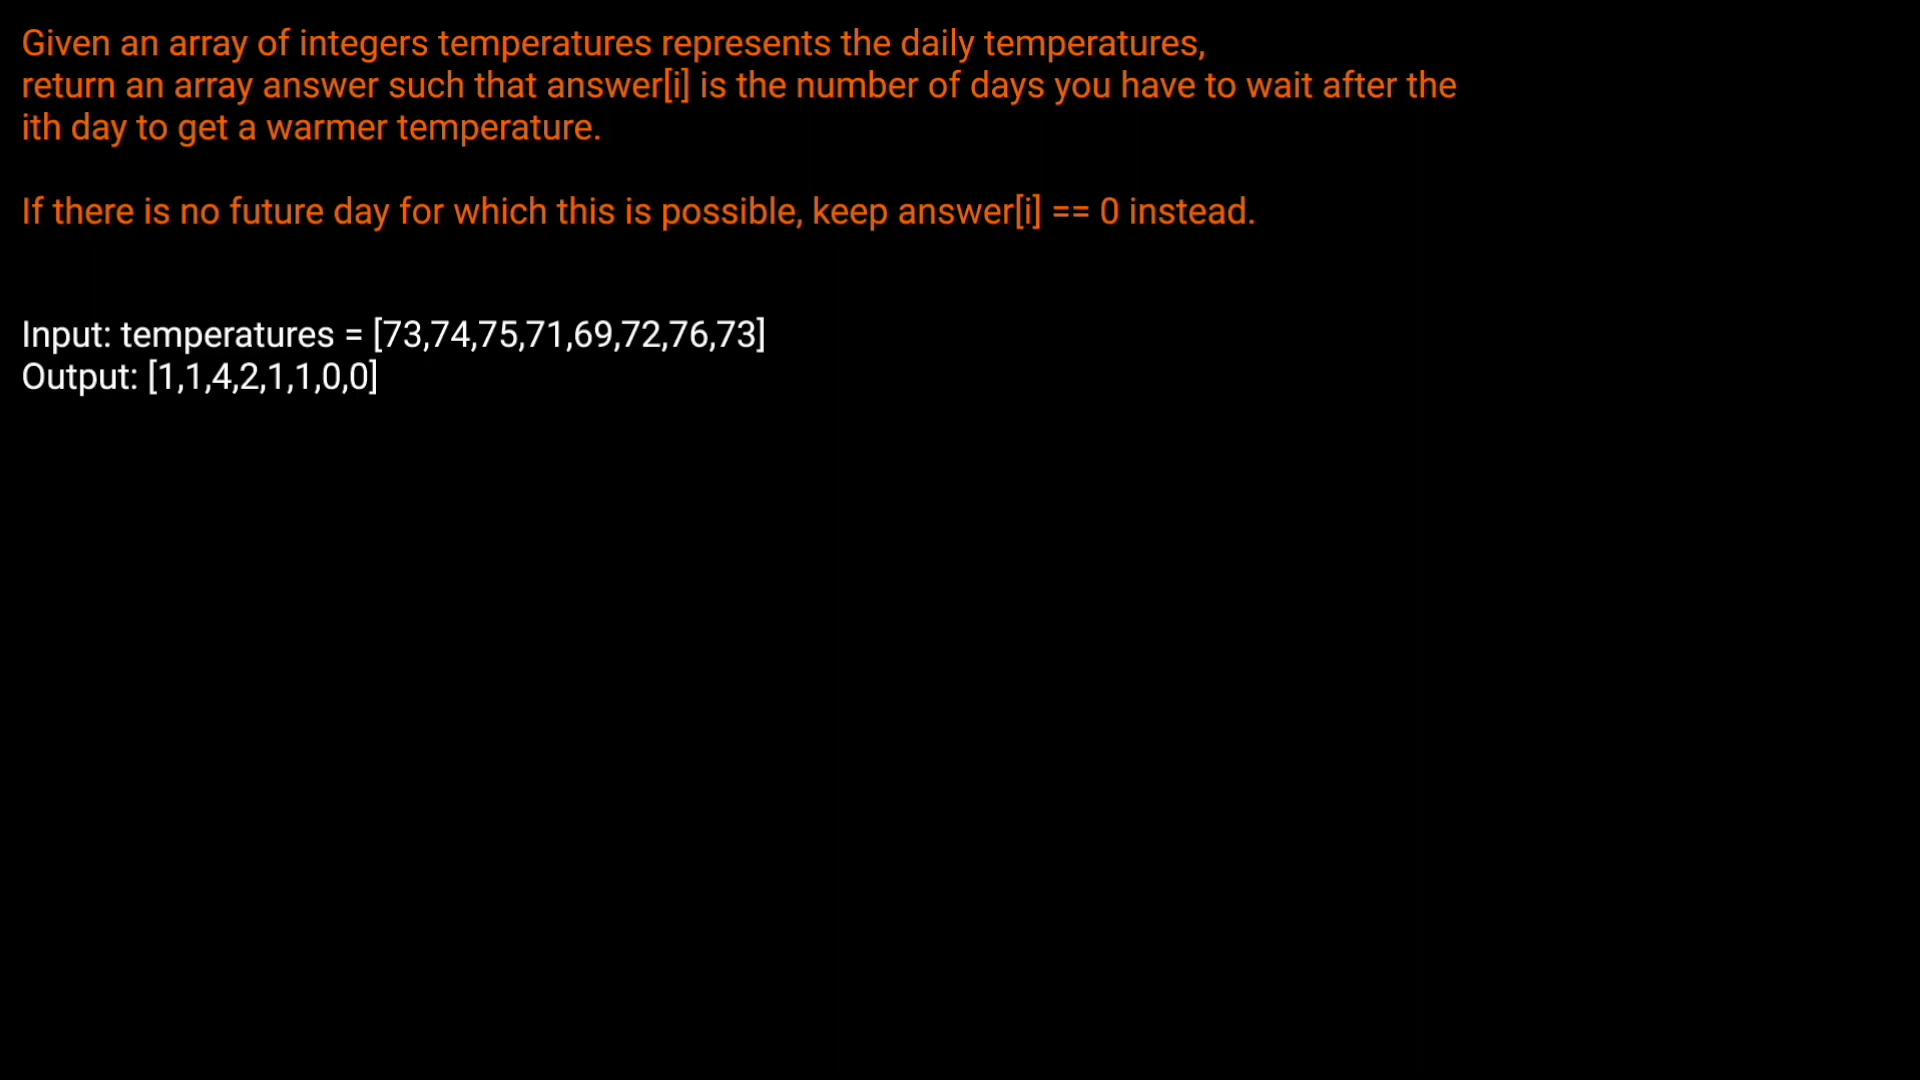 Given an array of integers temperatures represents the daily temperatures,
return an array answer such that answer[i] is the number of days you have to wait after the
ith day to get a warmer temperature.
If there is no future day for which this is possible, keep answer[i] == 0 instead.
Input: temperatures = [73,74,75,71,69,72,76,73]
Output: [1,1,4,2,1,1,0,0]